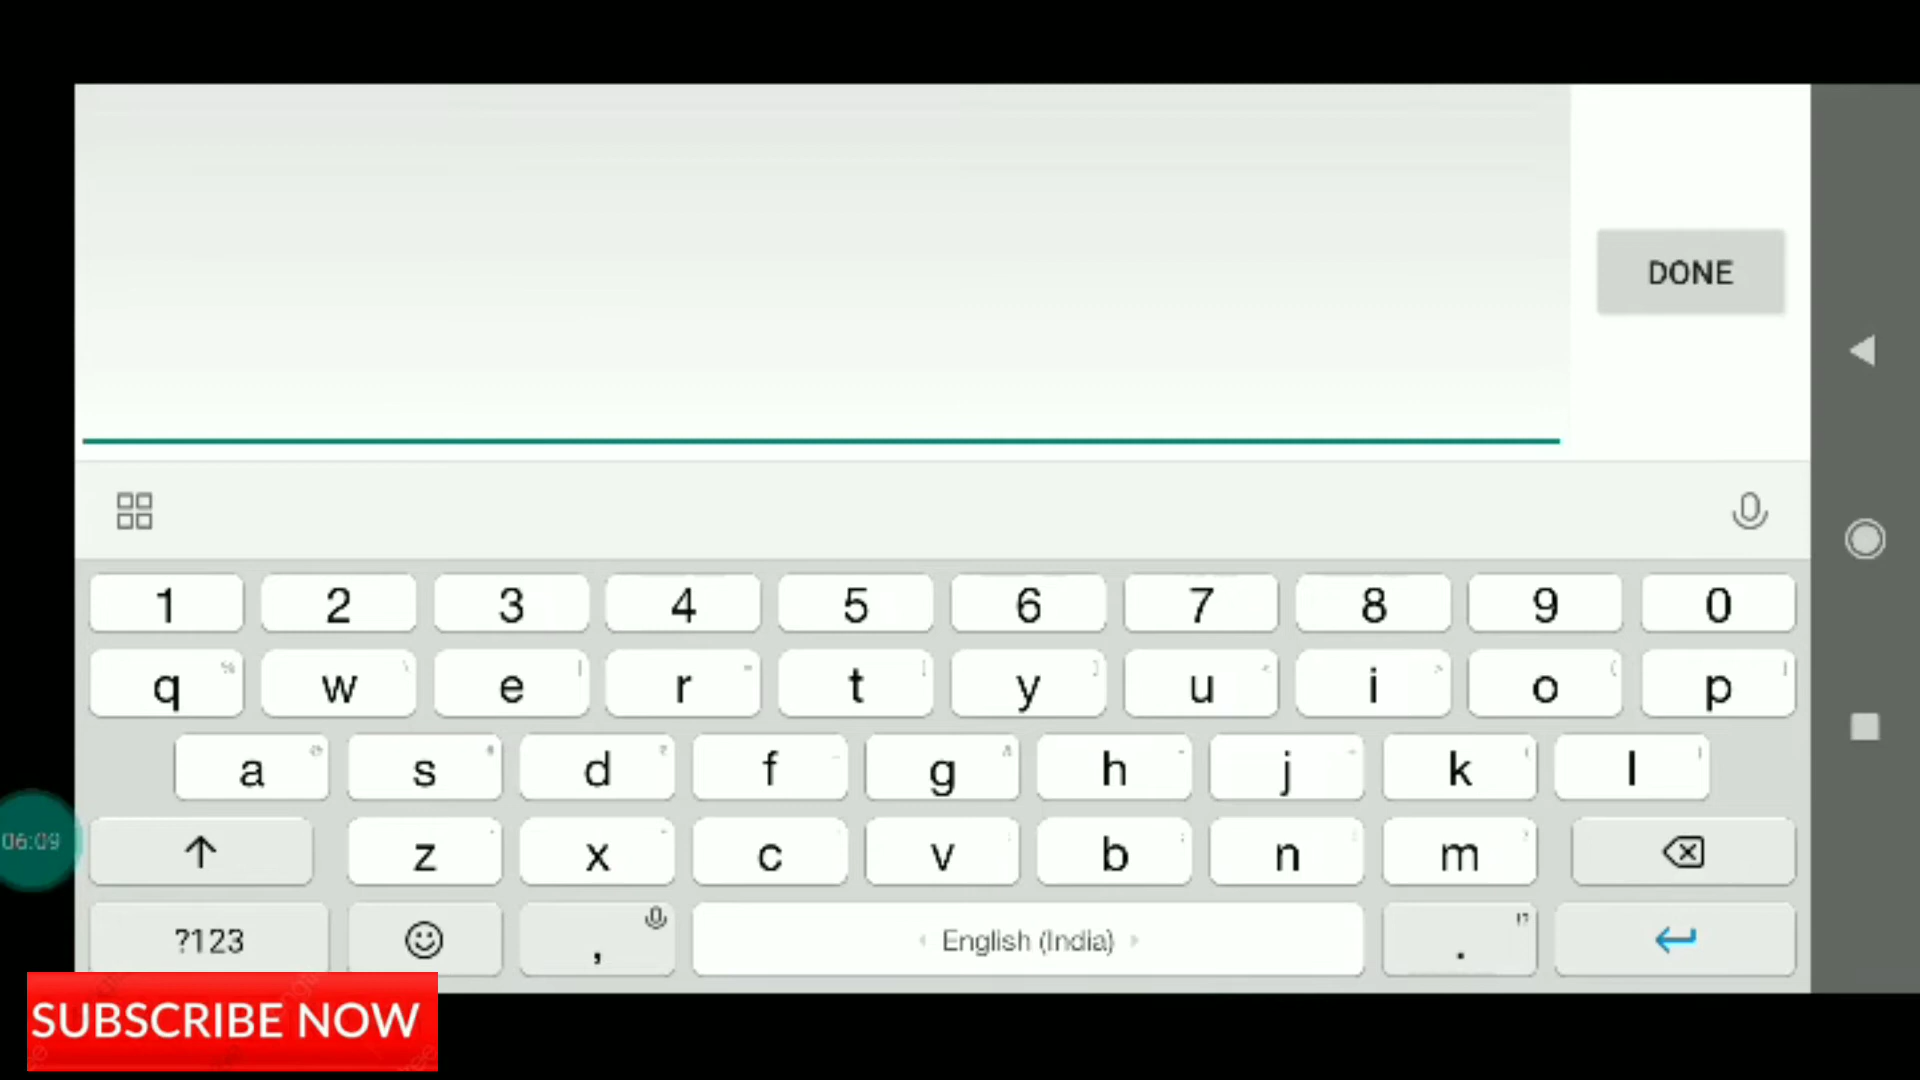 DONE
1 2 3 4 5 6 7 8 9 0
q w e r t y u i o p
a s d f g h j k l
z x c v b n m
06:09
?123 , English (India) . !?
SUBSCRIBE NOW